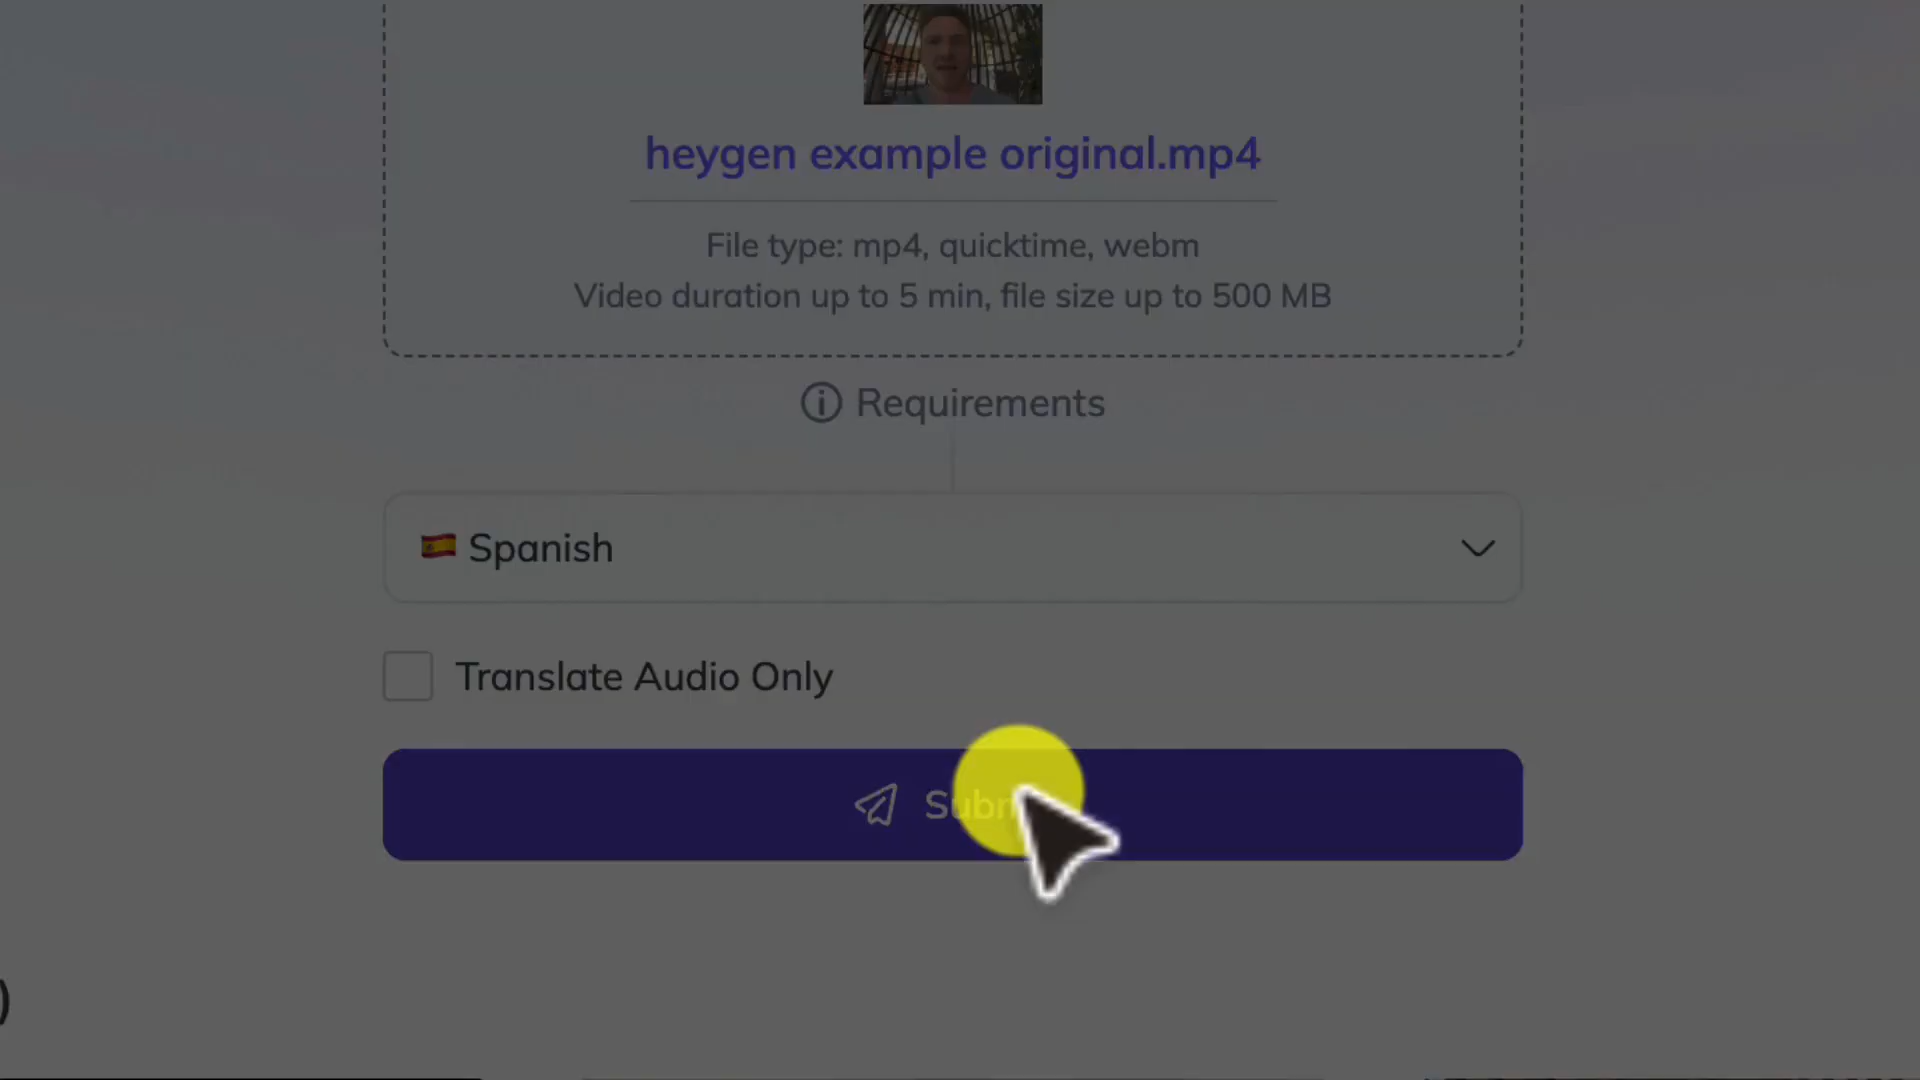 heygen example original.mp4
File type: mp4, quicktime, webm
Video duration up to 5 min, file size up to 500 MB
Requirements
Spanish
Translate Audio Only
)